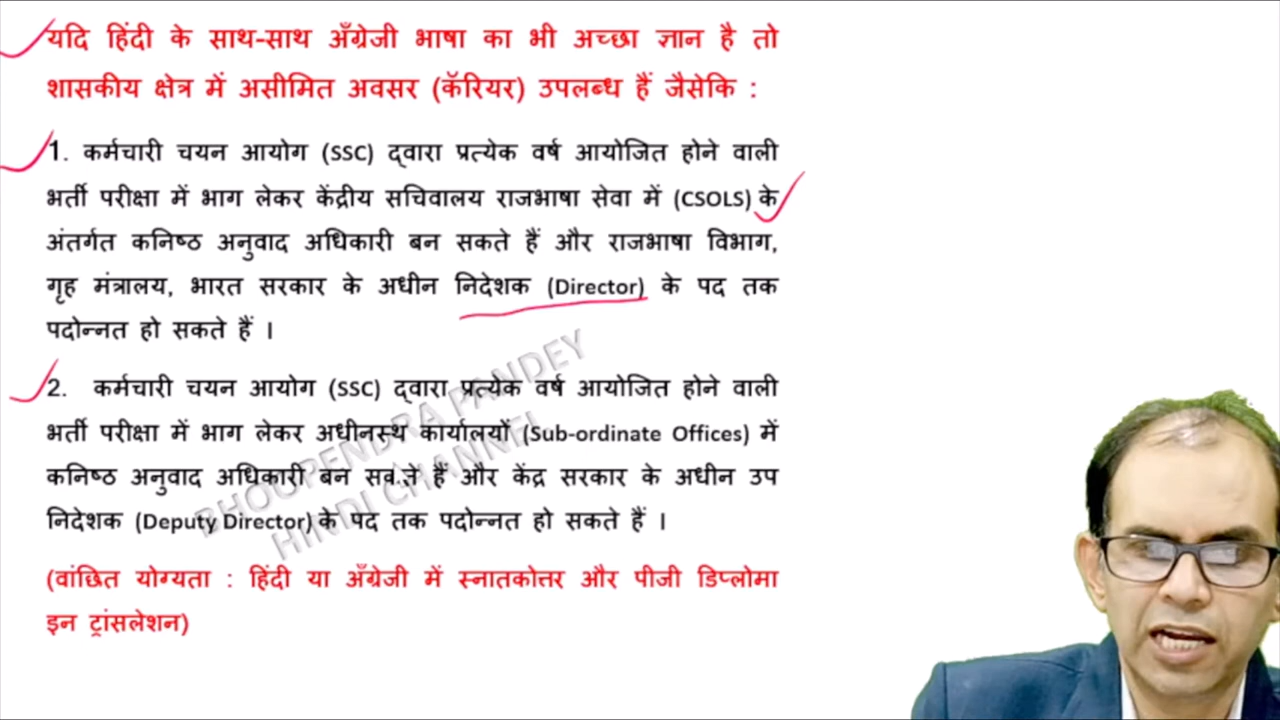 यदि हिंदी के साथ-साथ अँग्रेजी भाषा का भी अच्छा ज्ञान है तो
शासकीय क्षेत्र में असीमित अवसर (कॅरियर) उपलब्ध हैं जैसेकि :
1. कर्मचारी चयन आयोग (SSC) द्वारा प्रत्येक वर्ष आयोजित होने वाली
भर्ती परीक्षा में भाग लेकर केंद्रीय सचिवालय राजभाषा सेवा में (CSOLS) के
अंतर्गत कनिष्ठ अनुवाद अधिकारी बन सकते हैं और राजभाषा विभाग,
गृह मंत्रालय, भारत सरकार के अधीन निदेशक (Director) के पद तक
पदोन्नत हो सकते हैं ।
2. कर्मचारी चयन आयोग (SSC) द्वारा प्रत्येक वर्ष आयोजित होने वाली
भर्ती परीक्षा में भाग लेकर अधीनस्थ कार्यालयों (Sub-ordinate Offices) में
कनिष्ठ अनुवाद अधिकारी बन सकते हैं और केंद्र सरकार के अधीन उप
निदेशक (Deputy Director) के पद तक पदोन्नत हो सकते हैं ।
(वांछित योग्यता : हिंदी या अँग्रेजी में स्नातकोत्तर और पीजी डिप्लोमा
इन ट्रांसलेशन)
BHOOPENDRA PANDEY
HINDI CHANNEL